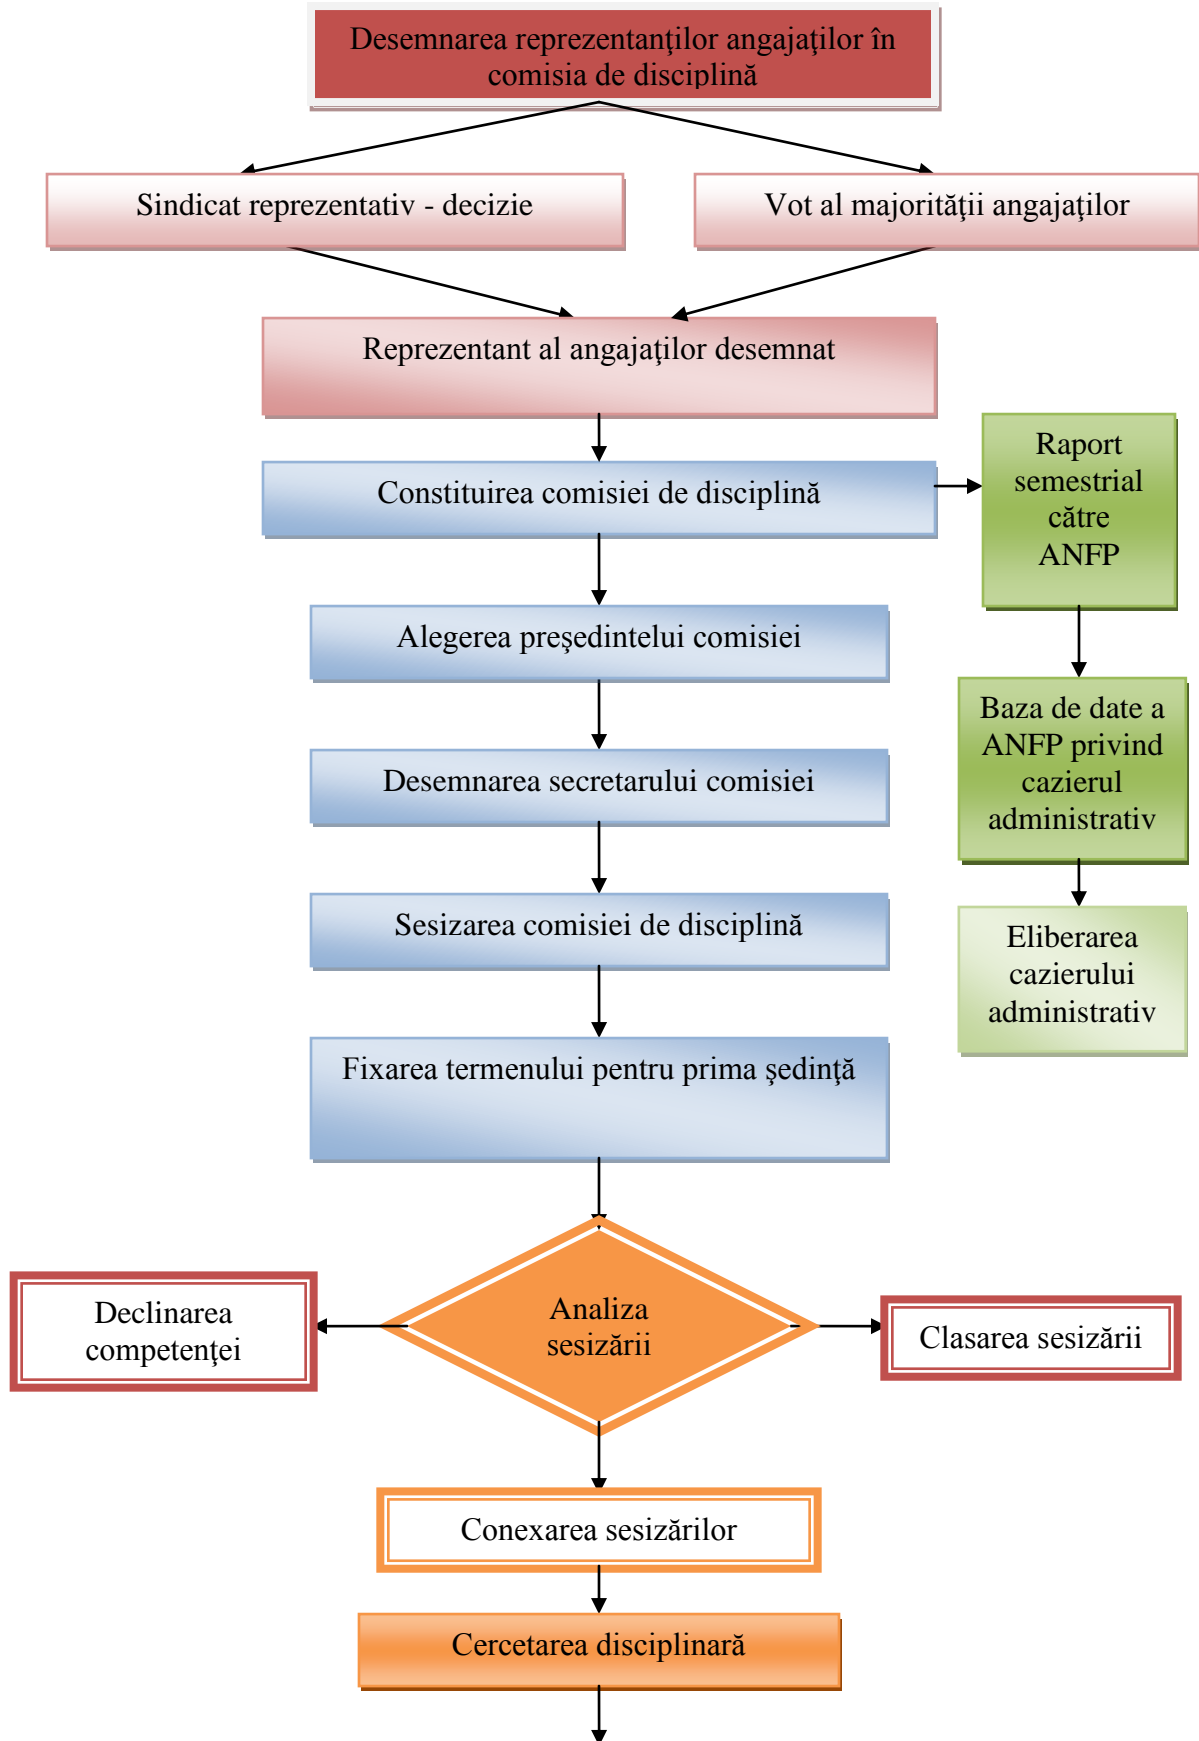 Desemnarea reprezentanţilor angajaţilor în
comisia de disciplină
Sindicat reprezentativ - decizie
Vot al majorităţii angajaţilor
Reprezentant al angajaţilor desemnat
Constituirea comisiei de disciplină
Raport
semestrial
către
ANFP
Alegerea preşedintelui comisiei
Baza de date a
ANFP privind
cazierul
administrativ
Desemnarea secretarului comisiei
Sesizarea comisiei de disciplină
Eliberarea
cazierului
administrativ
Fixarea termenului pentru prima şedinţă
Declinarea
competenţei
Analiza
sesizării
Clasarea sesizării
Conexarea sesizărilor
Cercetarea disciplinară